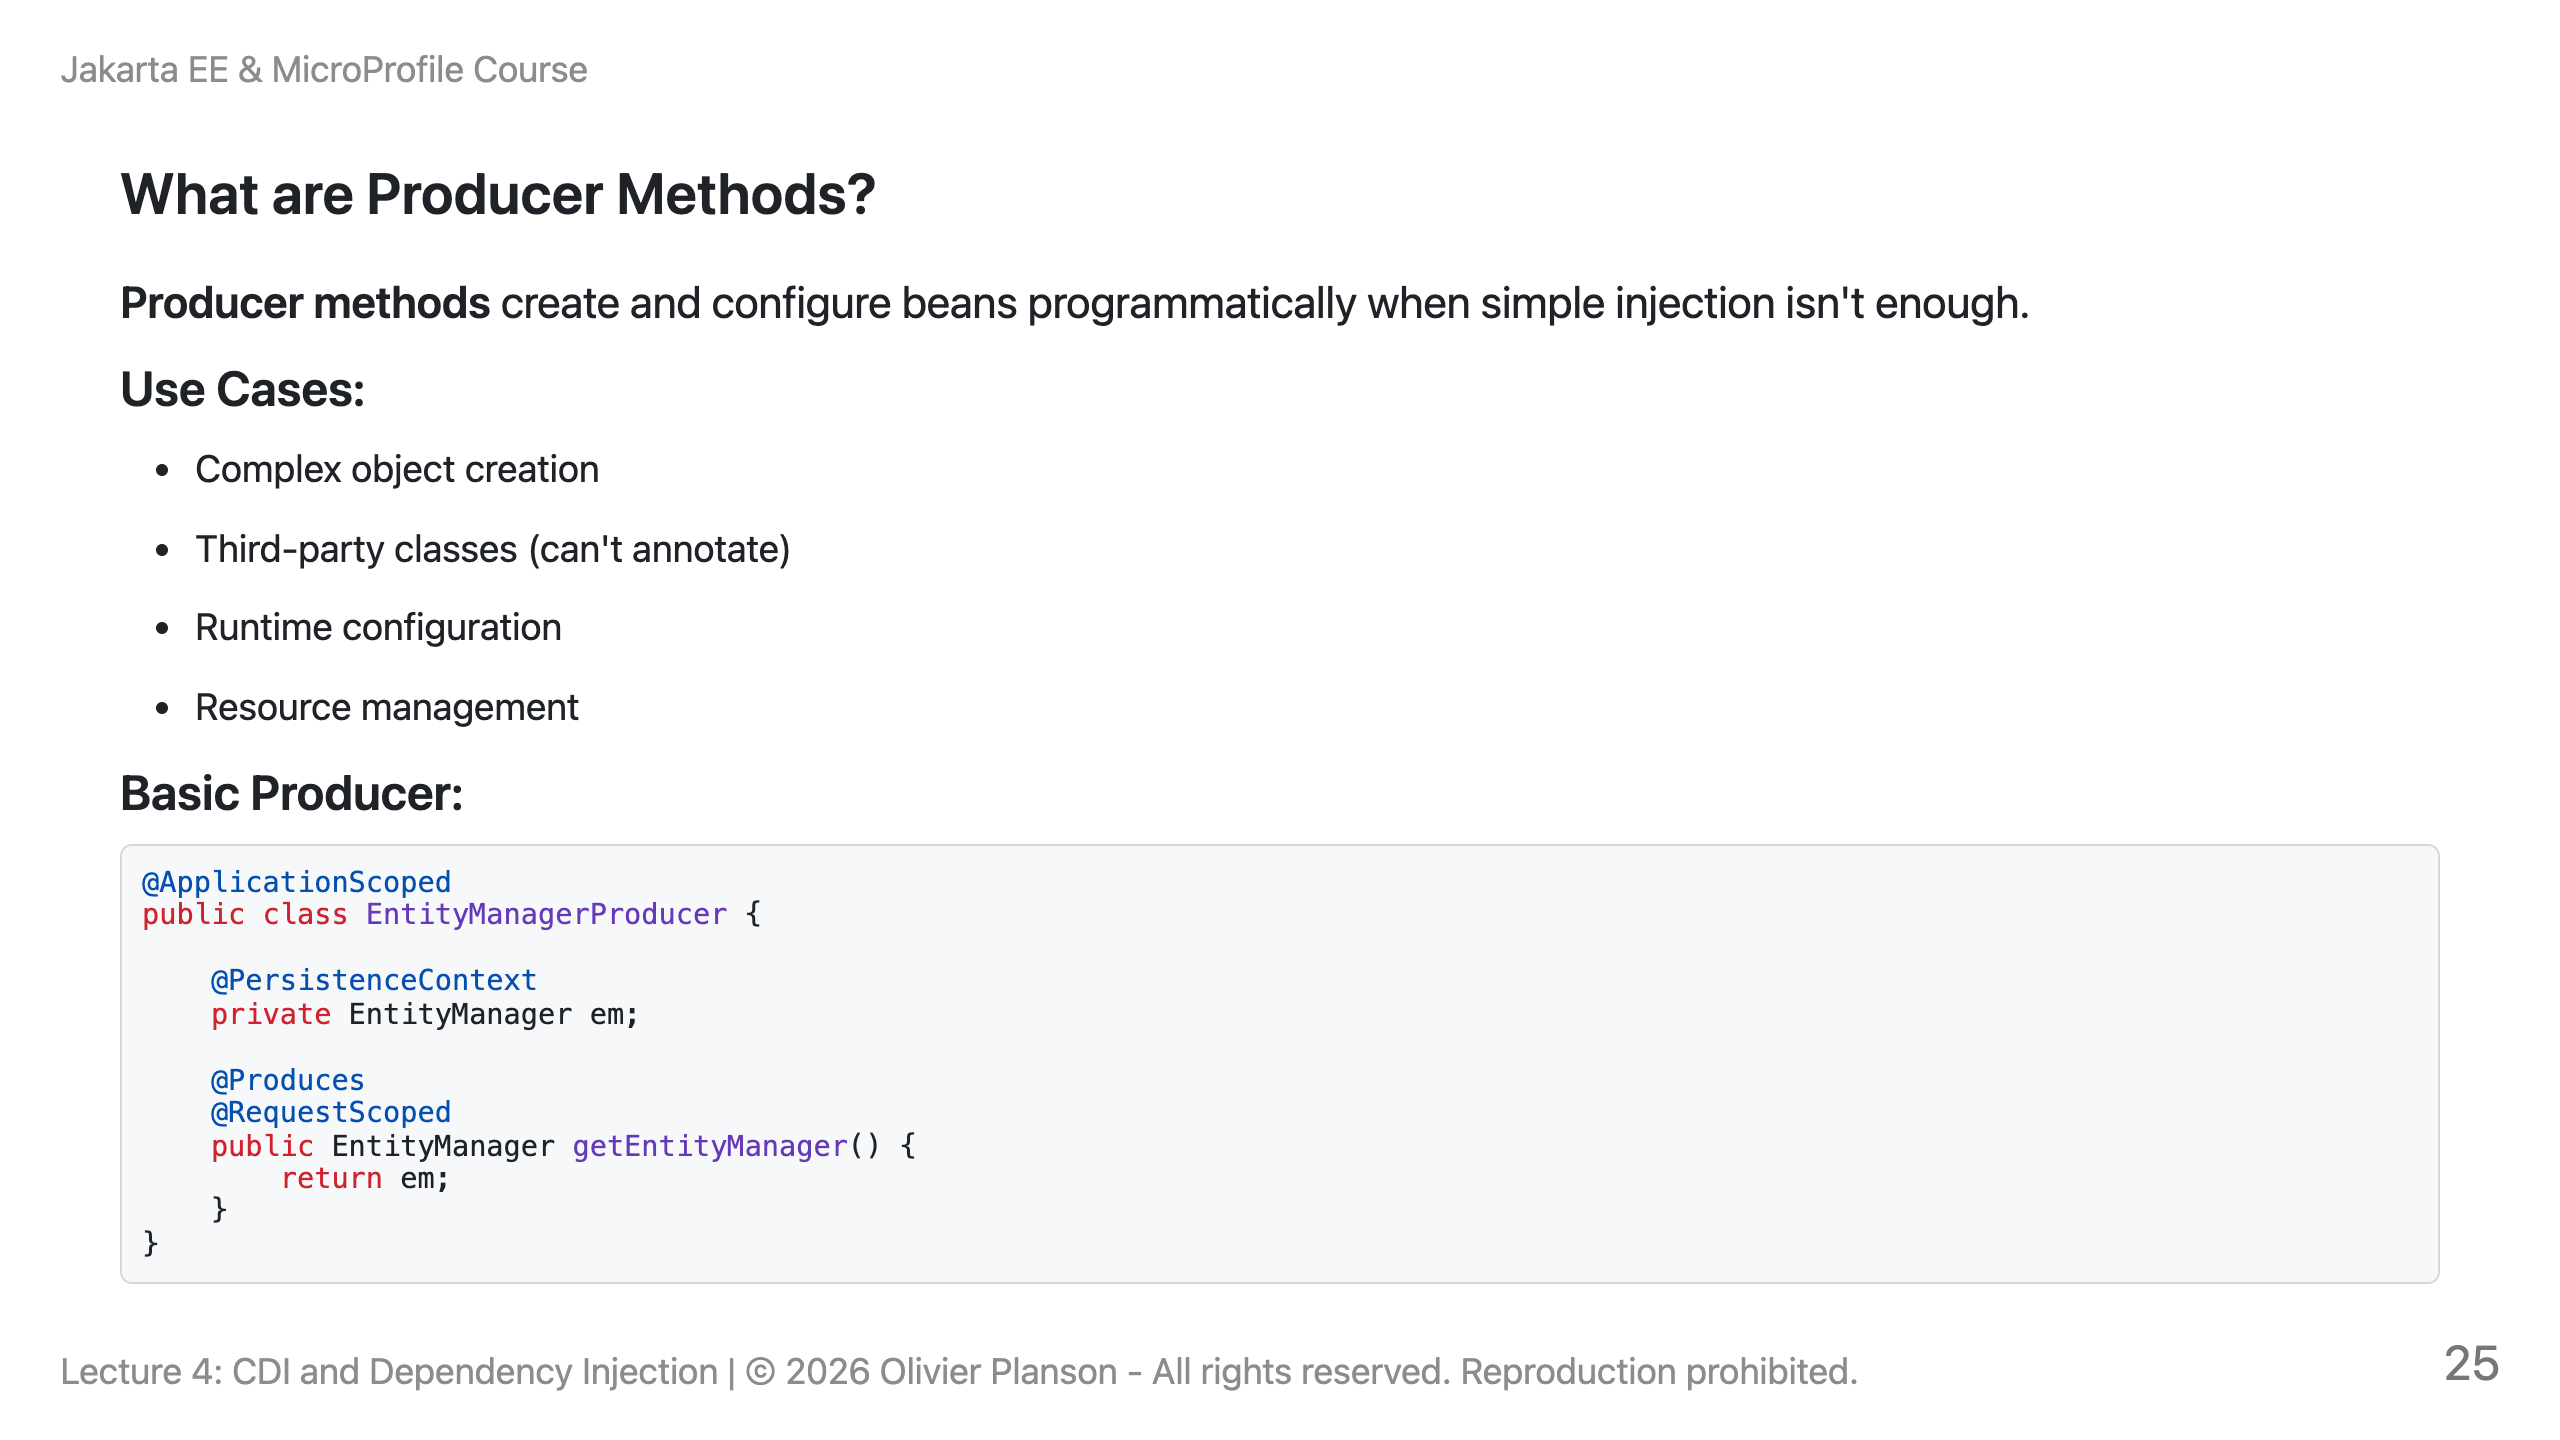 Jakarta EE & MicroProfile Course
What are Producer Methods?
Producer methods create and configure beans programmatically when simple injection isn't enough.
Use Cases:
• Complex object creation
• Third-party classes (can't annotate)
• Runtime configuration
• Resource management
Basic Producer:
@ApplicationScoped
public class EntityManagerProducer {
    @PersistenceContext
    private EntityManager em;
    @Produces
    @RequestScoped
    public EntityManager getEntityManager() {
        return em;
    }
}
Lecture 4: CDI and Dependency Injection | © 2026 Olivier Planson - All rights reserved. Reproduction prohibited.
25